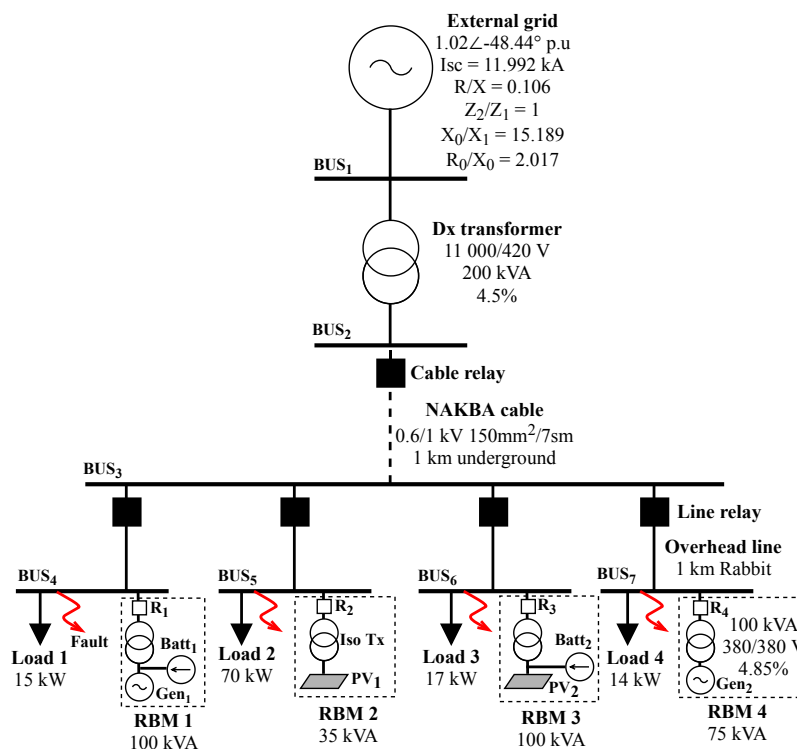 External grid
1.02∠-48.44° p.u
Isc = 11.992 kA
R/X = 0.106
Z2/Z1 = 1
X0/X1 = 15.189
R0/X0 = 2.017
BUS1
Dx transformer
11 000/420 V
200 kVA
4.5%
BUS2
Cable relay
NAKBA cable
0.6/1 kV 150mm2/7sm
1 km underground
BUS3
Line relay
Overhead line
1 km Rabbit
BUS4
BUS5
BUS6
BUS7
Fault
Load 1
15 kW
R1
Batt1
Gen1
RBM 1
100 kVA
Load 2
70 kW
R2
Iso Tx
PV1
RBM 2
35 kVA
Load 3
17 kW
R3
Batt2
PV2
RBM 3
100 kVA
Load 4
14 kW
R4
100 kVA
380/380 V
4.85%
Gen2
RBM 4
75 kVA